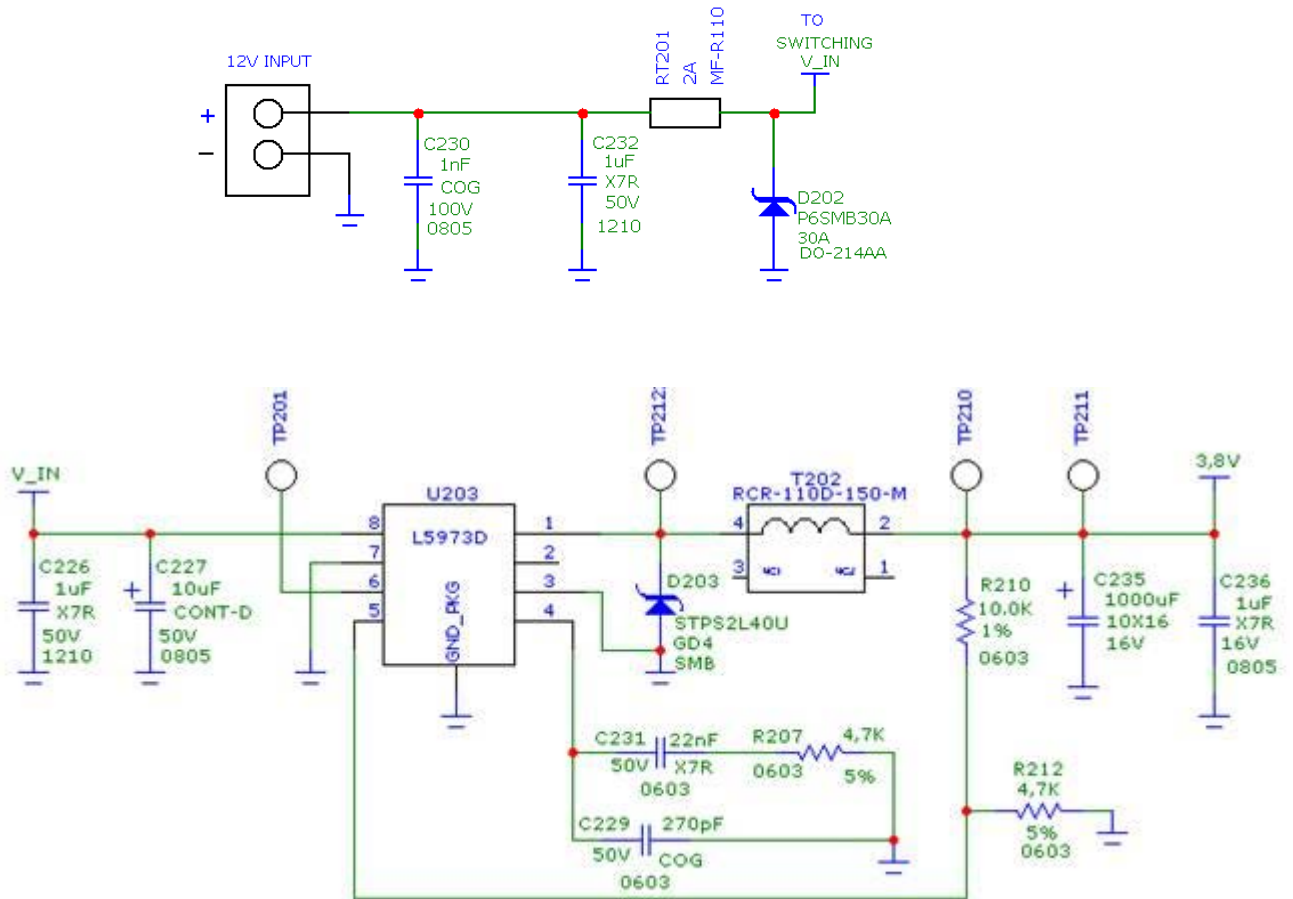 12V INPUT
+
-
C230
1nF
COG
100V
0805
C232
1uF
X7R
50V
1210
RT201
2A
MF-R110
TO
SWITCHING
V_IN
D202
P6SMB30A
30A
DO-214AA
V_IN
C226
1uF
X7R
50V
1210
+
C227
10uF
CONT-D
50V
0805
TP201
U203
L5973D
GND_PKG
8
7
6
5
1
2
3
4
TP212
D203
STPS2L40U
GD4
SMB
T202
RCR-110D-150-M
4
3
2
1
NC1
NC2
TP210
TP211
3,8V
R210
10.0K
1%
0603
+
C235
1000uF
10X16
16V
C236
1uF
X7R
16V
0805
C231
22nF
50V
X7R
0603
R207
4,7K
0603
5%
C229
270pF
50V
COG
0603
R212
4,7K
5%
0603